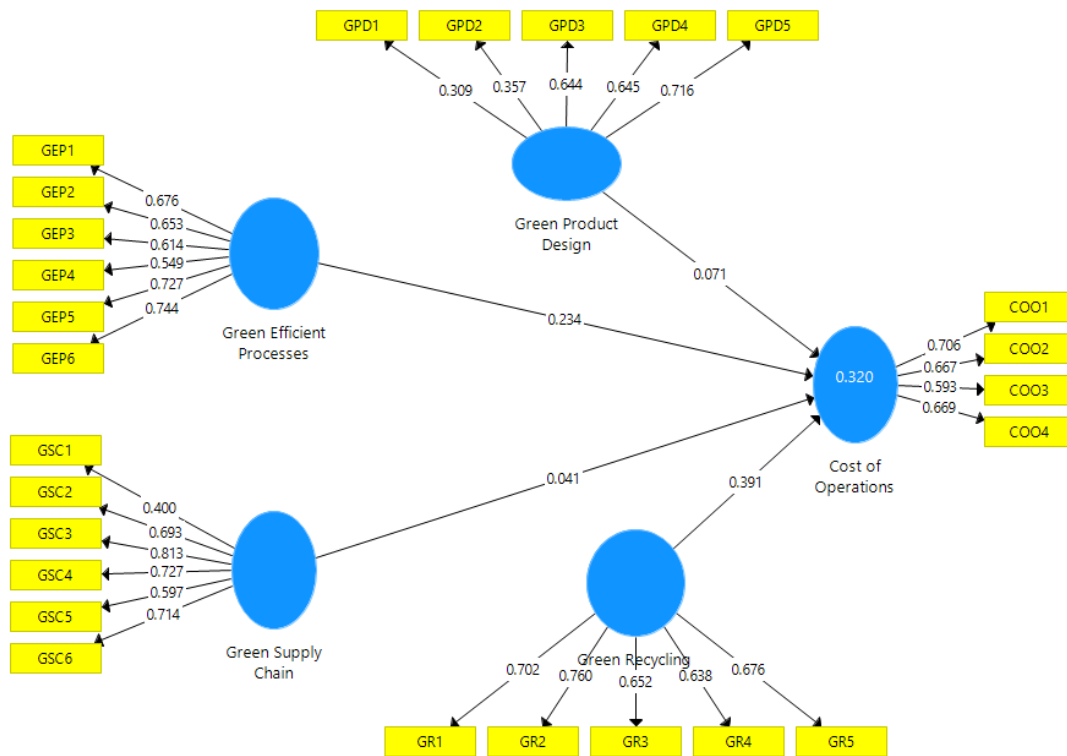 GPD1 GPD2 GPD3 GPD4 GPD5
0.309 0.357 0.644 0.645 0.716
Green Product
Design
GEP1
GEP2
GEP3
GEP4
GEP5
GEP6
0.676
0.653
0.614
0.549
0.727
0.744
Green Efficient
Processes
0.071
0.234
0.041
0.391
0.320
Cost of
Operations
0.706
0.667
0.593
0.669
COO1
COO2
COO3
COO4
GSC1
GSC2
GSC3
GSC4
GSC5
GSC6
0.400
0.693
0.813
0.727
0.597
0.714
Green Supply
Chain
Green Recycling
0.702 0.760 0.652 0.638 0.676
GR1 GR2 GR3 GR4 GR5